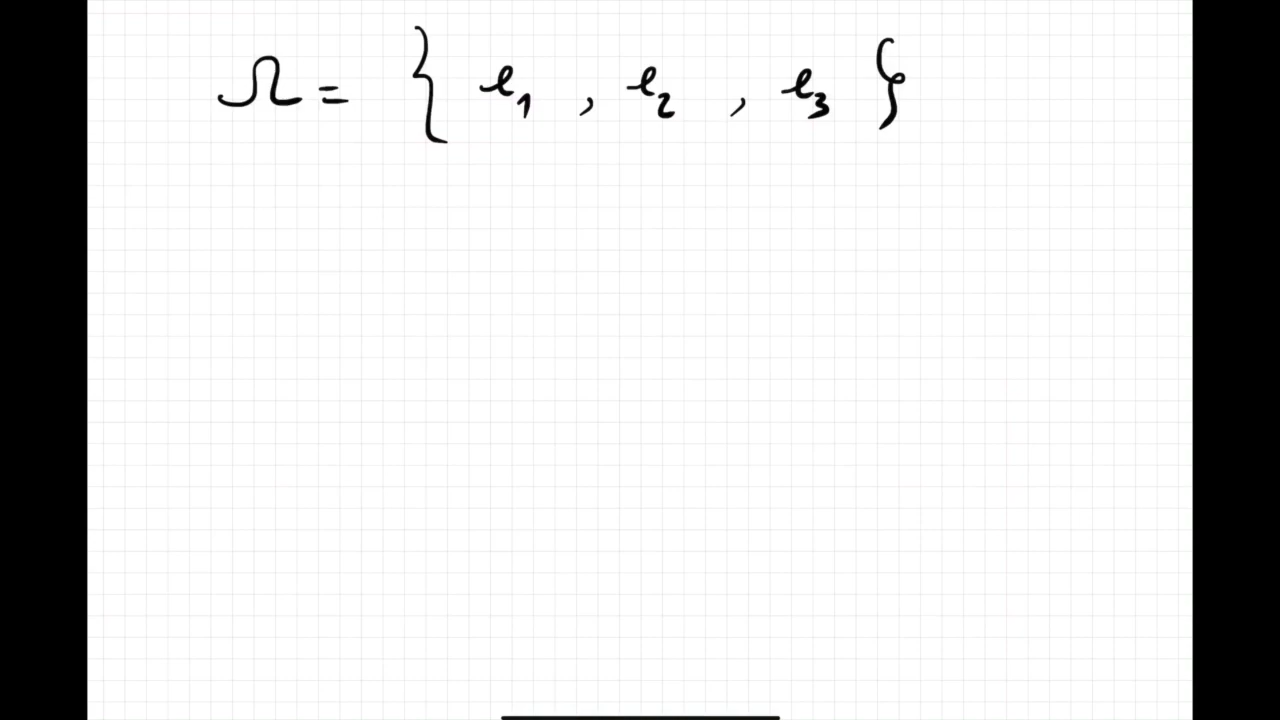 Ω = { e₁ , e₂ , e₃ }